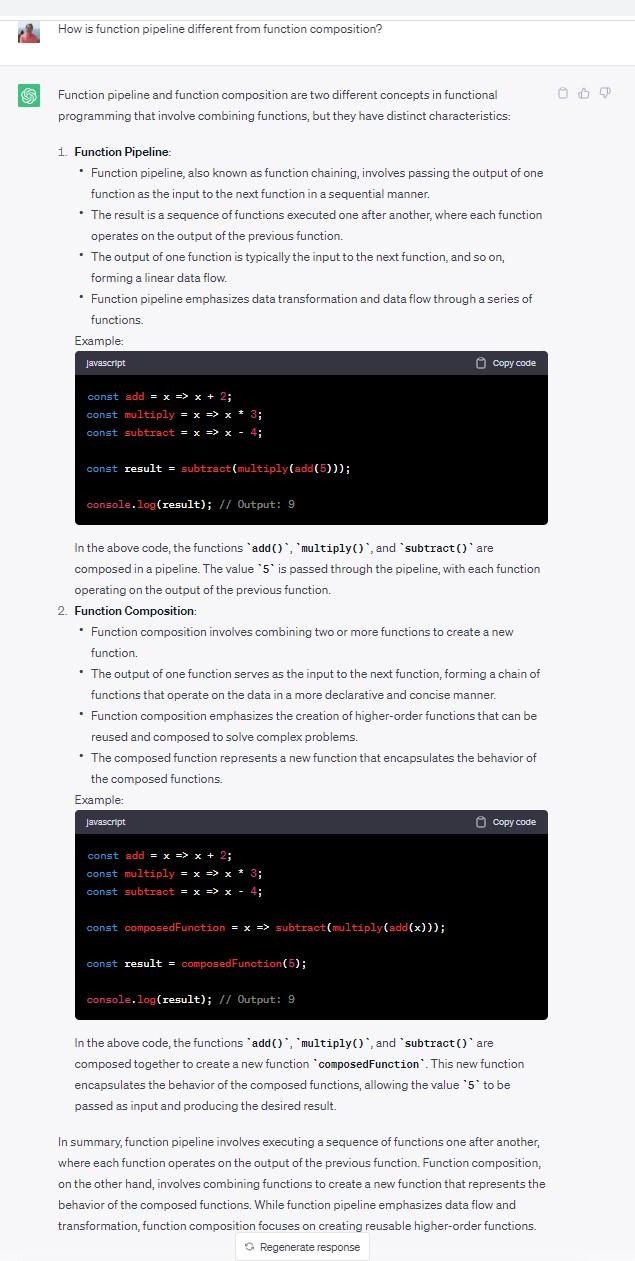 How is function pipeline different from function composition?
Function pipeline and function composition are two different concepts in functional
programming that involve combining functions, but they have distinct characteristics:
1. Function Pipeline:
• Function pipeline, also known as function chaining, involves passing the output of one
function as the input to the next function in a sequential manner.
• The result is a sequence of functions executed one after another, where each function
operates on the output of the previous function.
• The output of one function is typically the input to the next function, and so on,
forming a linear data flow.
• Function pipeline emphasizes data transformation and data flow through a series of
functions.
Example:
javascript Copy code
const add = x => x + 2;
const multiply = x => x * 3;
const subtract = x => x - 4;
const result = subtract(multiply(add(5)));
console.log(result); // Output: 9
In the above code, the functions `add()`, `multiply()`, and `subtract()` are
composed in a pipeline. The value `5` is passed through the pipeline, with each function
operating on the output of the previous function.
2. Function Composition:
• Function composition involves combining two or more functions to create a new
function.
• The output of one function serves as the input to the next function, forming a chain of
functions that operate on the data in a more declarative and concise manner.
• Function composition emphasizes the creation of higher-order functions that can be
reused and composed to solve complex problems.
• The composed function represents a new function that encapsulates the behavior of
the composed functions.
Example:
javascript Copy code
const add = x => x + 2;
const multiply = x => x * 3;
const subtract = x => x - 4;
const composedFunction = x => subtract(multiply(add(x)));
const result = composedFunction(5);
console.log(result); // Output: 9
In the above code, the functions `add()`, `multiply()`, and `subtract()` are
composed together to create a new function `composedFunction`. This new function
encapsulates the behavior of the composed functions, allowing the value `5` to be
passed as input and producing the desired result.
In summary, function pipeline involves executing a sequence of functions one after another,
where each function operates on the output of the previous function. Function composition,
on the other hand, involves combining functions to create a new function that represents the
behavior of the composed functions. While function pipeline emphasizes data flow and
transformation, function composition focuses on creating reusable higher-order functions.
Regenerate response